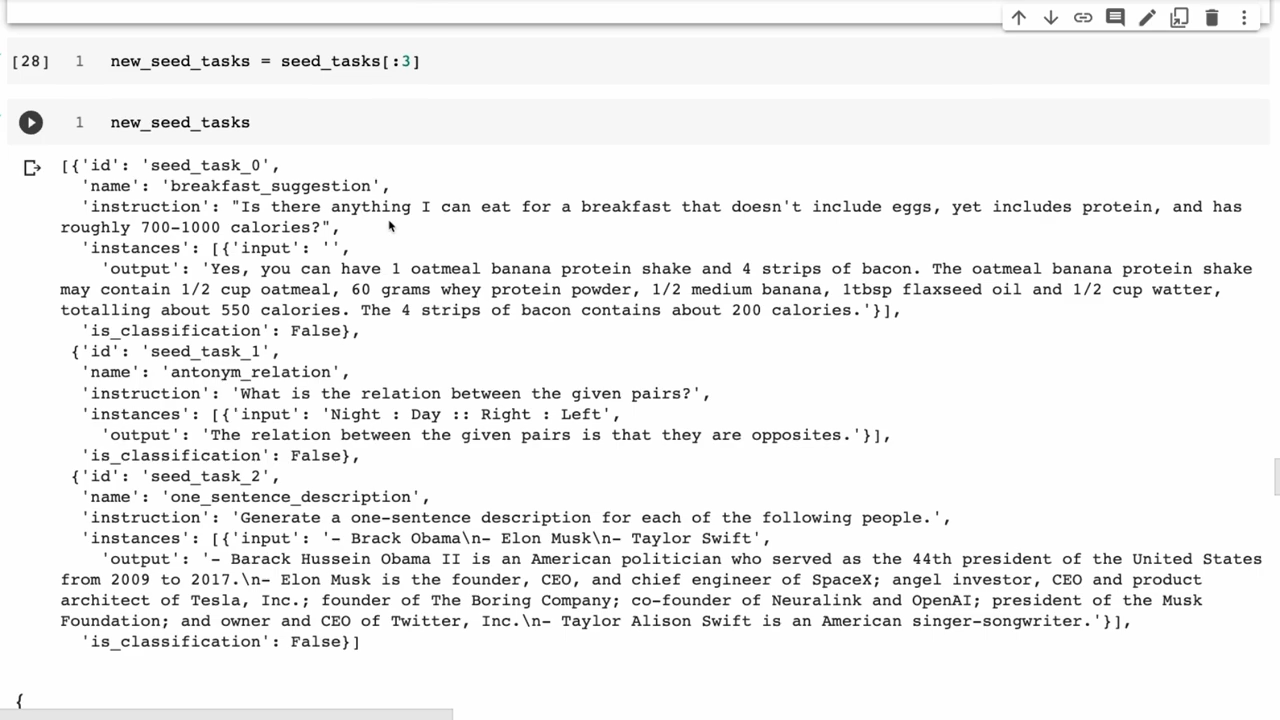 [28] 1 new_seed_tasks = seed_tasks[:3]
1 new_seed_tasks
[{'id': 'seed_task_0',
'name': 'breakfast_suggestion',
'instruction': "Is there anything I can eat for a breakfast that doesn't include eggs, yet includes protein, and has
roughly 700-1000 calories?",
'instances': [{'input': '',
'output': 'Yes, you can have 1 oatmeal banana protein shake and 4 strips of bacon. The oatmeal banana protein shake
may contain 1/2 cup oatmeal, 60 grams whey protein powder, 1/2 medium banana, 1tbsp flaxseed oil and 1/2 cup watter,
totalling about 550 calories. The 4 strips of bacon contains about 200 calories.'}],
'is_classification': False},
{'id': 'seed_task_1',
'name': 'antonym_relation',
'instruction': 'What is the relation between the given pairs?',
'instances': [{'input': 'Night : Day :: Right : Left',
'output': 'The relation between the given pairs is that they are opposites.'}],
'is_classification': False},
{'id': 'seed_task_2',
'name': 'one_sentence_description',
'instruction': 'Generate a one-sentence description for each of the following people.',
'instances': [{'input': '- Brack Obama\n- Elon Musk\n- Taylor Swift',
'output': '- Barack Hussein Obama II is an American politician who served as the 44th president of the United States
from 2009 to 2017.\n- Elon Musk is the founder, CEO, and chief engineer of SpaceX; angel investor, CEO and product
architect of Tesla, Inc.; founder of The Boring Company; co-founder of Neuralink and OpenAI; president of the Musk
Foundation; and owner and CEO of Twitter, Inc.\n- Taylor Alison Swift is an American singer-songwriter.'}],
'is_classification': False}]
{